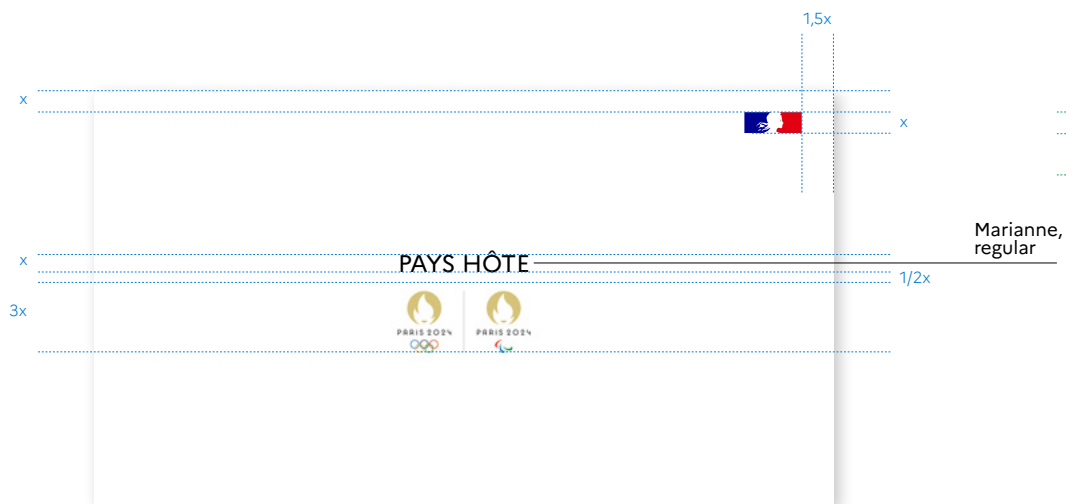 1,5x
x
x
Marianne,
regular
x
PAYS HÔTE
1/2x
3x
PARIS 2024
PARIS 2024